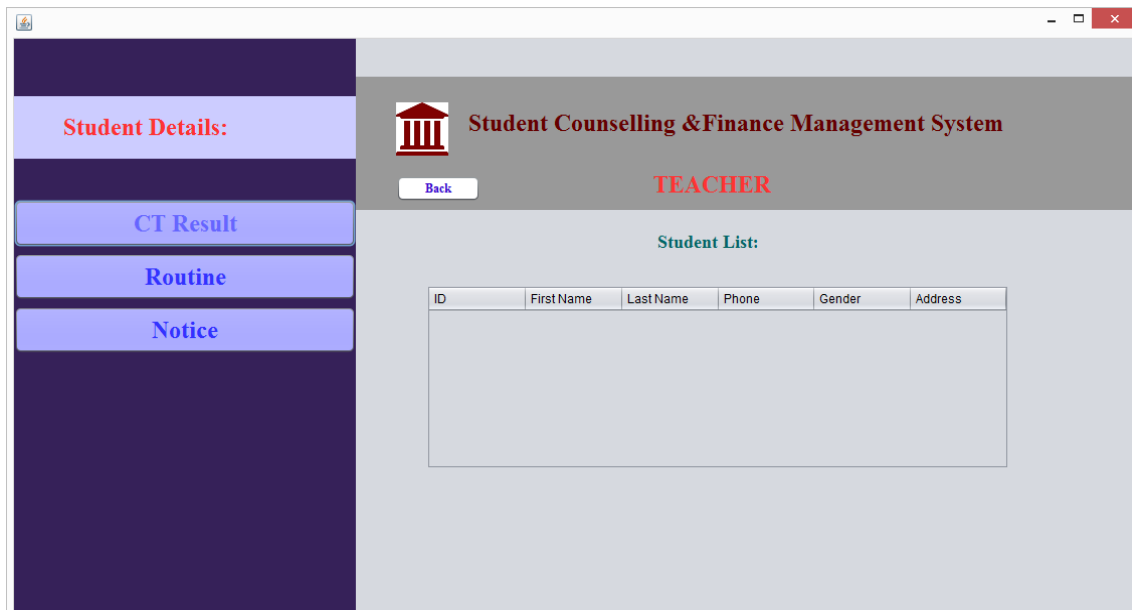 Student Details:
CT Result
Routine
Notice
Student Counselling &Finance Management System
Back
TEACHER
Student List:
ID First Name Last Name Phone Gender Address